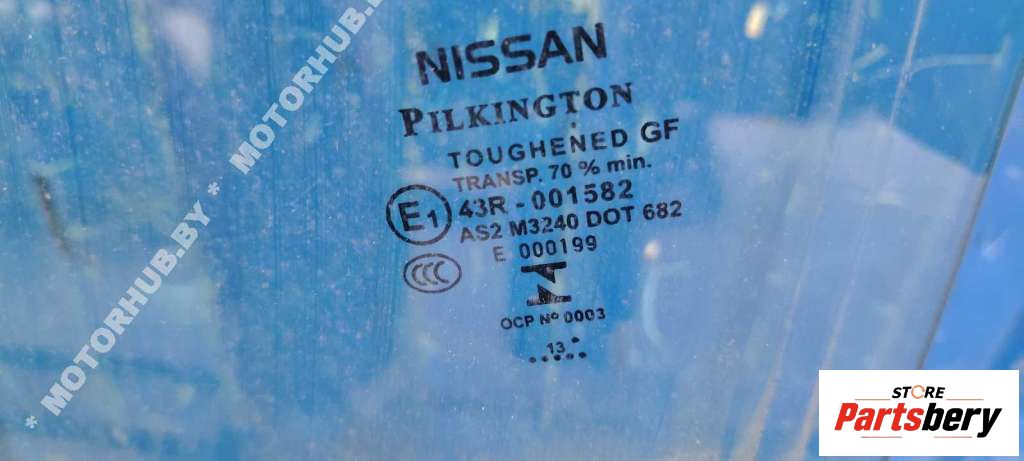 NISSAN
PILKINGTON
TOUGHENED GF
TRANSP. 70 % min.
E1 43R - 001582
AS2 M3240 DOT 682
E 000199
CCC
OCP Nº 0003
13
* MOTORHUB.BY * MOTORHUB.BY
STORE
Partsbery